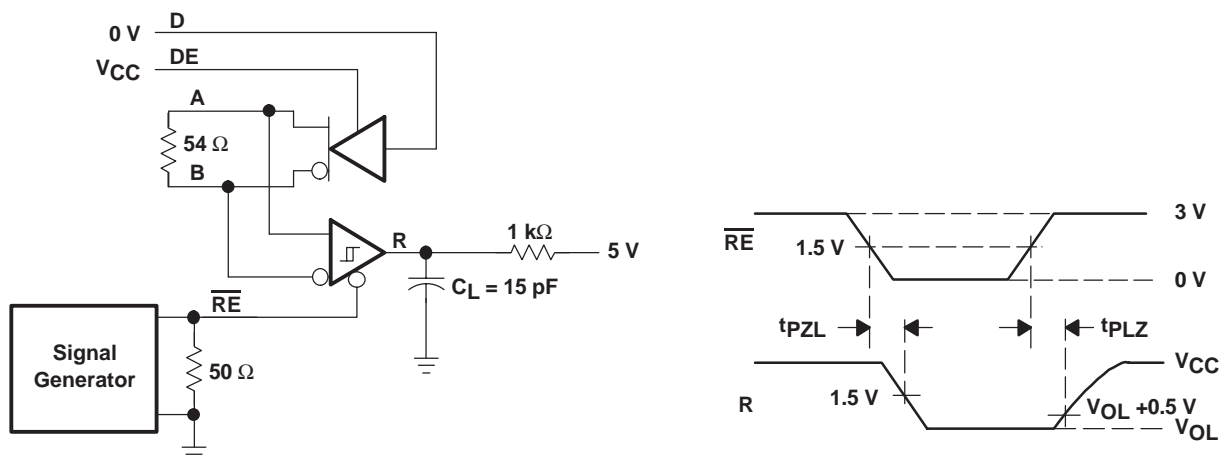 0 V
D
VCC
DE
A
54 Ω
B
R
1 kΩ
5 V
CL = 15 pF
RE
Signal
Generator
50 Ω
3 V
RE
1.5 V
0 V
tPZL
tPLZ
VCC
1.5 V
R
VOL +0.5 V
VOL